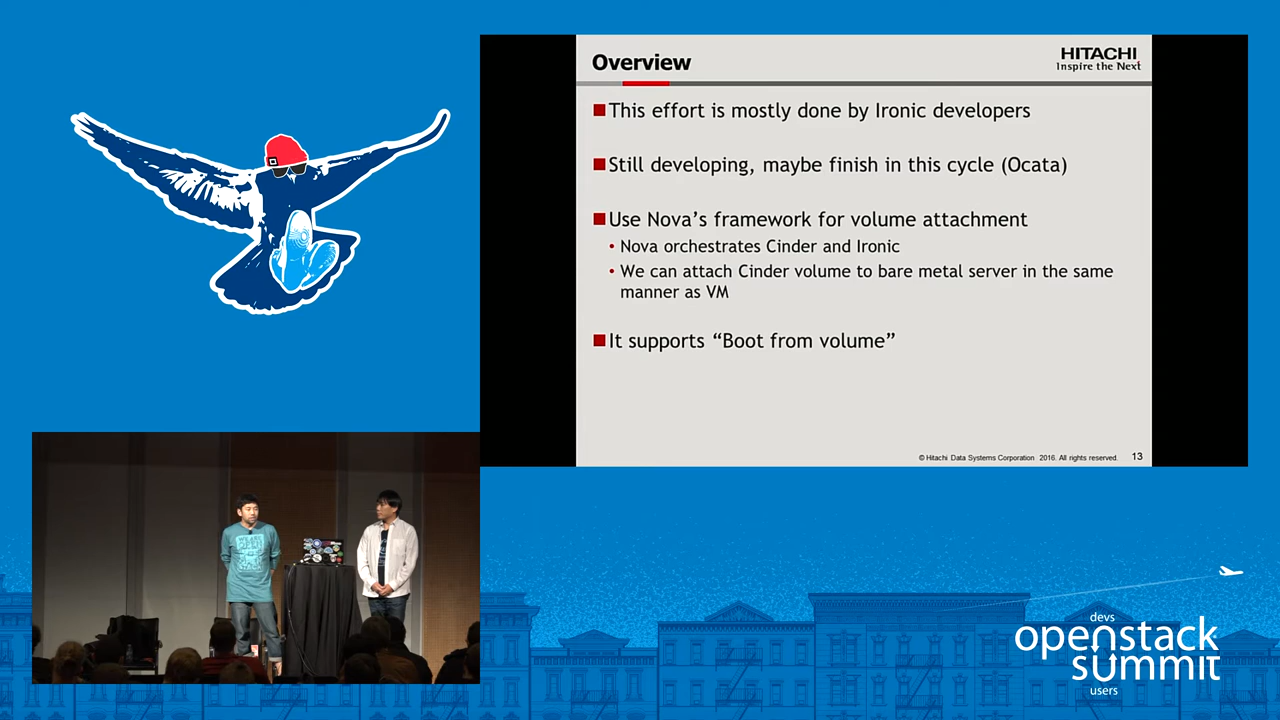 Overview
HITACHI
Inspire the Next
This effort is mostly done by Ironic developers
Still developing, maybe finish in this cycle (Ocata)
Use Nova's framework for volume attachment
• Nova orchestrates Cinder and Ironic
• We can attach Cinder volume to bare metal server in the same
manner as VM
It supports “Boot from volume”
© Hitachi Data Systems Corporation 2016. All rights reserved.
13
devs
openstack
summit
users